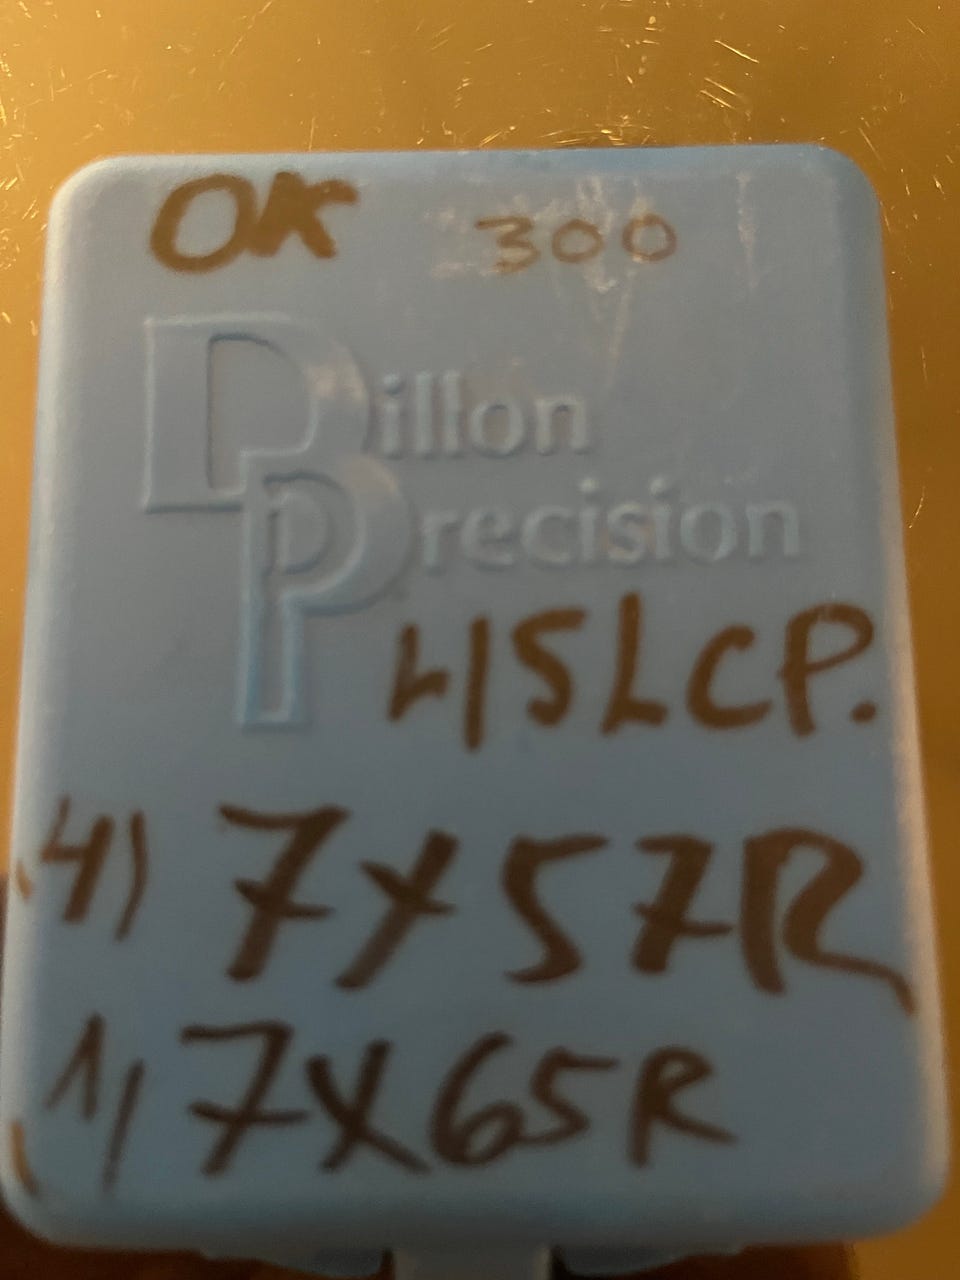 OK 300
Dillon
Precision
45LCP.
4) 7X57R
1) 7X65R